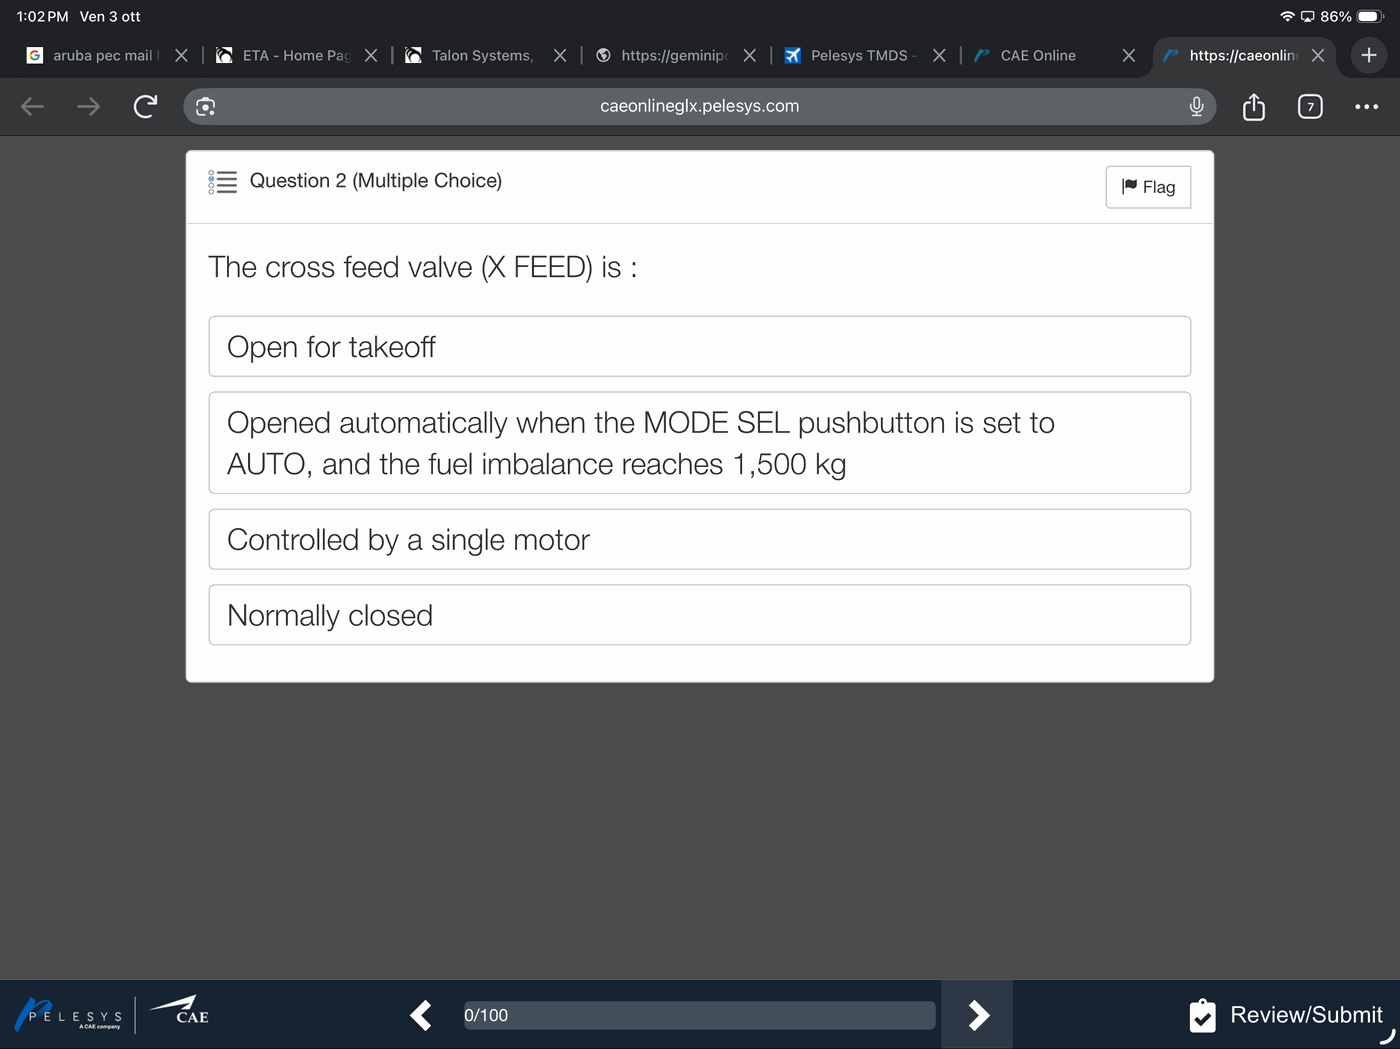 1:02 PM Ven 3 ott
86%
aruba pec mail
ETA - Home Pag
Talon Systems,
https://geminipo
Pelesys TMDS -
CAE Online
https://caeonline
caeonlineglx.pelesys.com
7
Question 2 (Multiple Choice)
Flag
The cross feed valve (X FEED) is :
Open for takeoff
Opened automatically when the MODE SEL pushbutton is set to
AUTO, and the fuel imbalance reaches 1,500 kg
Controlled by a single motor
Normally closed
PELESYS
A CAE company
CAE
0/100
Review/Submit